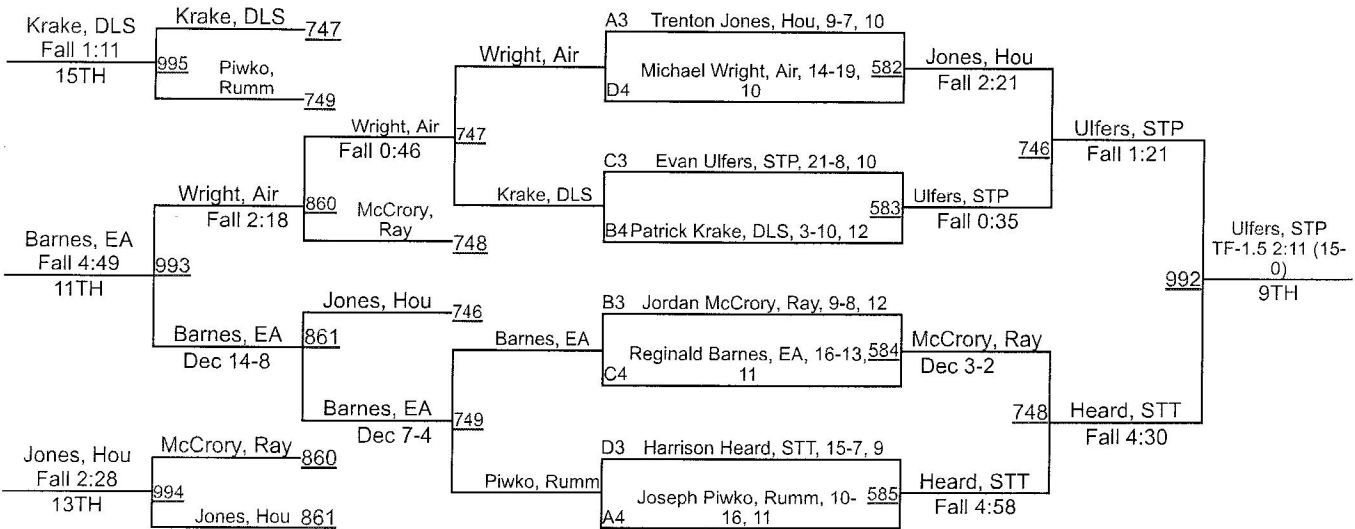 Krake, DLS
Fall 1:11
15TH
Krake, DLS
747
995
Piwko,
Rumm
749
Wright, Air
Fall 0:46
747
Wright, Air
Fall 2:18
860
McCrory,
Ray
748
Barnes, EA
Fall 4:49
11TH
993
Jones, Hou
746
Barnes, EA
Dec 14-8
861
Barnes, EA
Dec 7-4
749
Jones, Hou
Fall 2:28
13TH
McCrory, Ray
860
994
Jones, Hou
861
Wright, Air
Krake, DLS
Barnes, EA
Piwko, Rumm
A3 Trenton Jones, Hou, 9-7, 10
Michael Wright, Air, 14-19,
10
D4
582
Jones, Hou
Fall 2:21
C3 Evan Ulfers, STP, 21-8, 10
B4 Patrick Krake, DLS, 3-10, 12
583
Ulfers, STP
Fall 0:35
746
Ulfers, STP
Fall 1:21
B3 Jordan McCrory, Ray, 9-8, 12
Reginald Barnes, EA, 16-13,
11
C4
584
McCrory, Ray
Dec 3-2
D3 Harrison Heard, STT, 15-7, 9
Joseph Piwko, Rumm, 10-
16, 11
A4
585
Heard, STT
Fall 4:58
748
Heard, STT
Fall 4:30
992
Ulfers, STP
TF-1.5 2:11 (15-
0)
9TH